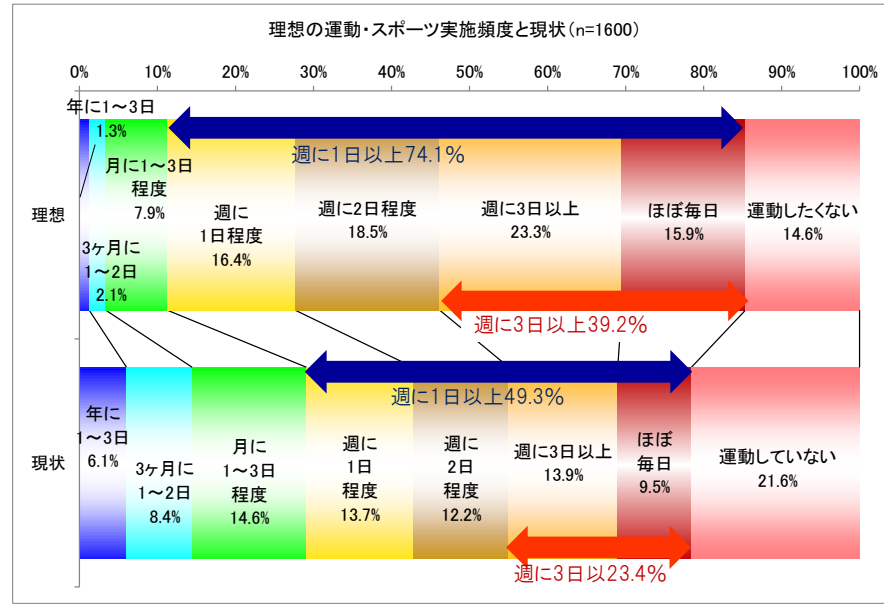 理想の運動・スポーツ実施頻度と現状(n=1600)
0% 10% 20% 30% 40% 50% 60% 70% 80% 90% 100%
理想
年に1～3日
1.3%
3ヶ月に
1～2日
2.1%
月に1～3日
程度
7.9%
週に
1日程度
16.4%
週に2日程度
18.5%
週に3日以上
23.3%
ほぼ毎日
15.9%
運動したくない
14.6%
週に1日以上74.1%
週に3日以上39.2%
現状
年に
1～3日
6.1%
3ヶ月に
1～2日
8.4%
月に
1～3日
程度
14.6%
週に
1日
程度
13.7%
週に
2日
程度
12.2%
週に3日以上
13.9%
ほぼ
毎日
9.5%
運動していない
21.6%
週に1日以上49.3%
週に3日以23.4%